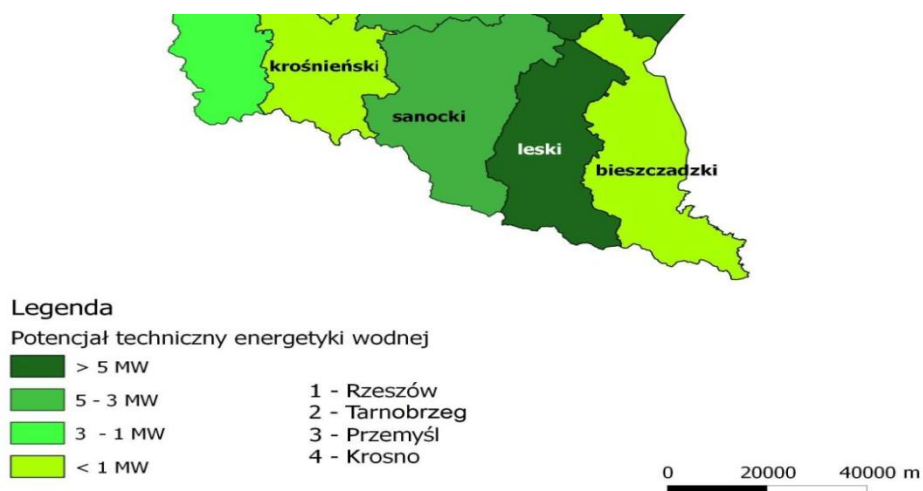 krośnieński
sanocki
leski
bieszczadzki
Legenda
Potencjał techniczny energetyki wodnej
> 5 MW
5 - 3 MW
3 - 1 MW
< 1 MW
1 - Rzeszów
2 - Tarnobrzeg
3 - Przemyśl
4 - Krosno
0 20000 40000 m